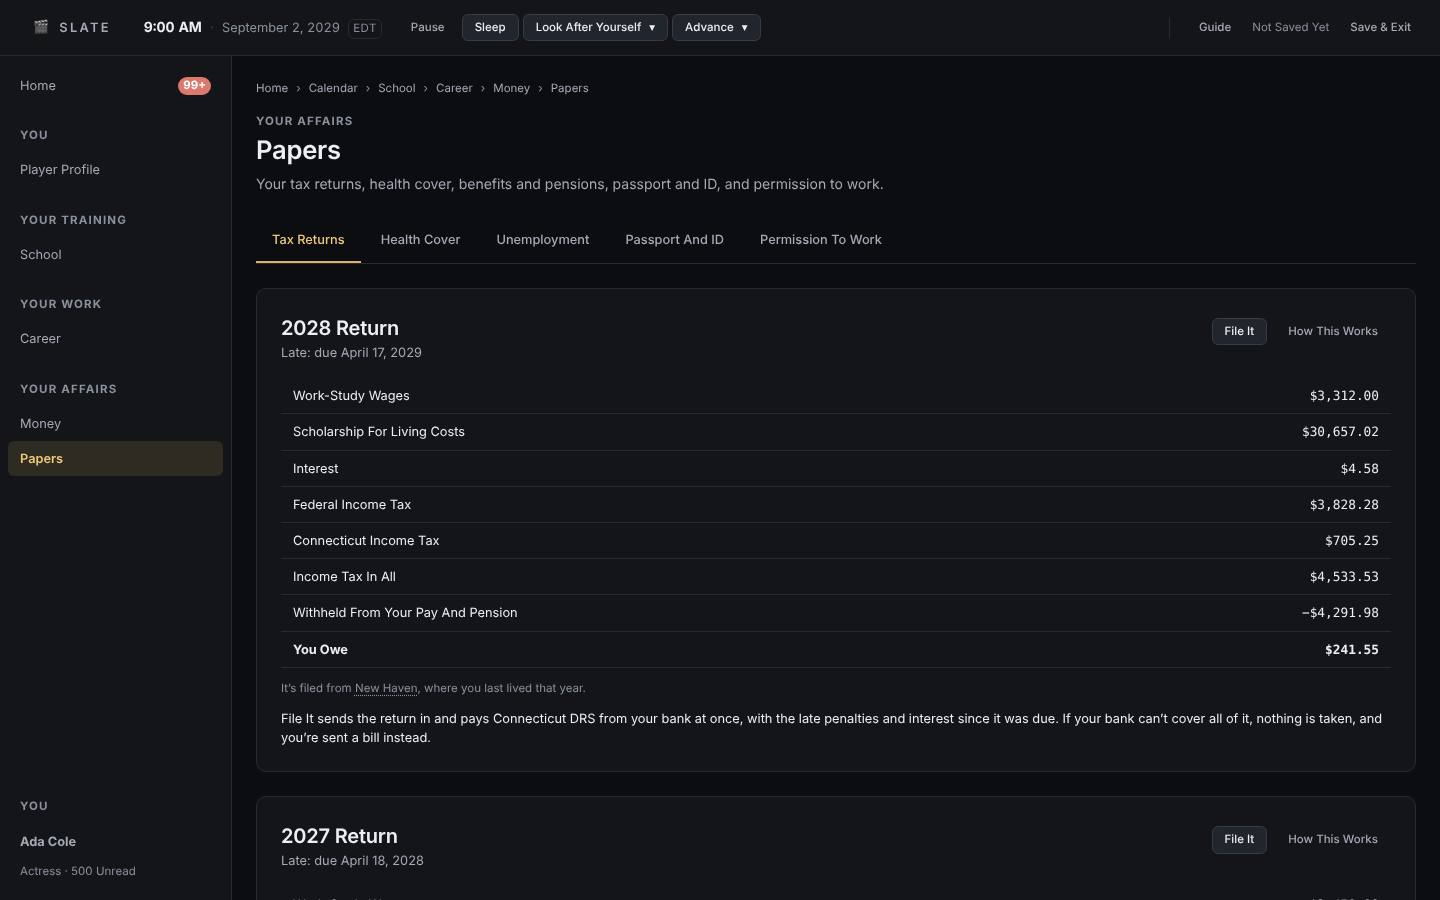 🎬 SLATE
9:00 AM · September 2, 2029 EDT
Pause
Sleep
Look After Yourself ▾
Advance ▾
Guide
Not Saved Yet
Save & Exit
Home 99+
YOU
Player Profile
YOUR TRAINING
School
YOUR WORK
Career
YOUR AFFAIRS
Money
Papers
YOU
Ada Cole
Actress · 500 Unread
Home › Calendar › School › Career › Money › Papers
YOUR AFFAIRS
Papers
Your tax returns, health cover, benefits and pensions, passport and ID, and permission to work.
Tax Returns
Health Cover
Unemployment
Passport And ID
Permission To Work
2028 Return
File It
How This Works
Late: due April 17, 2029
Work-Study Wages $3,312.00
Scholarship For Living Costs $30,657.02
Interest $4.58
Federal Income Tax $3,828.28
Connecticut Income Tax $705.25
Income Tax In All $4,533.53
Withheld From Your Pay And Pension −$4,291.98
You Owe $241.55
It’s filed from New Haven, where you last lived that year.
File It sends the return in and pays Connecticut DRS from your bank at once, with the late penalties and interest since it was due. If your bank can’t cover all of it, nothing is taken, and
you’re sent a bill instead.
2027 Return
File It
How This Works
Late: due April 18, 2028